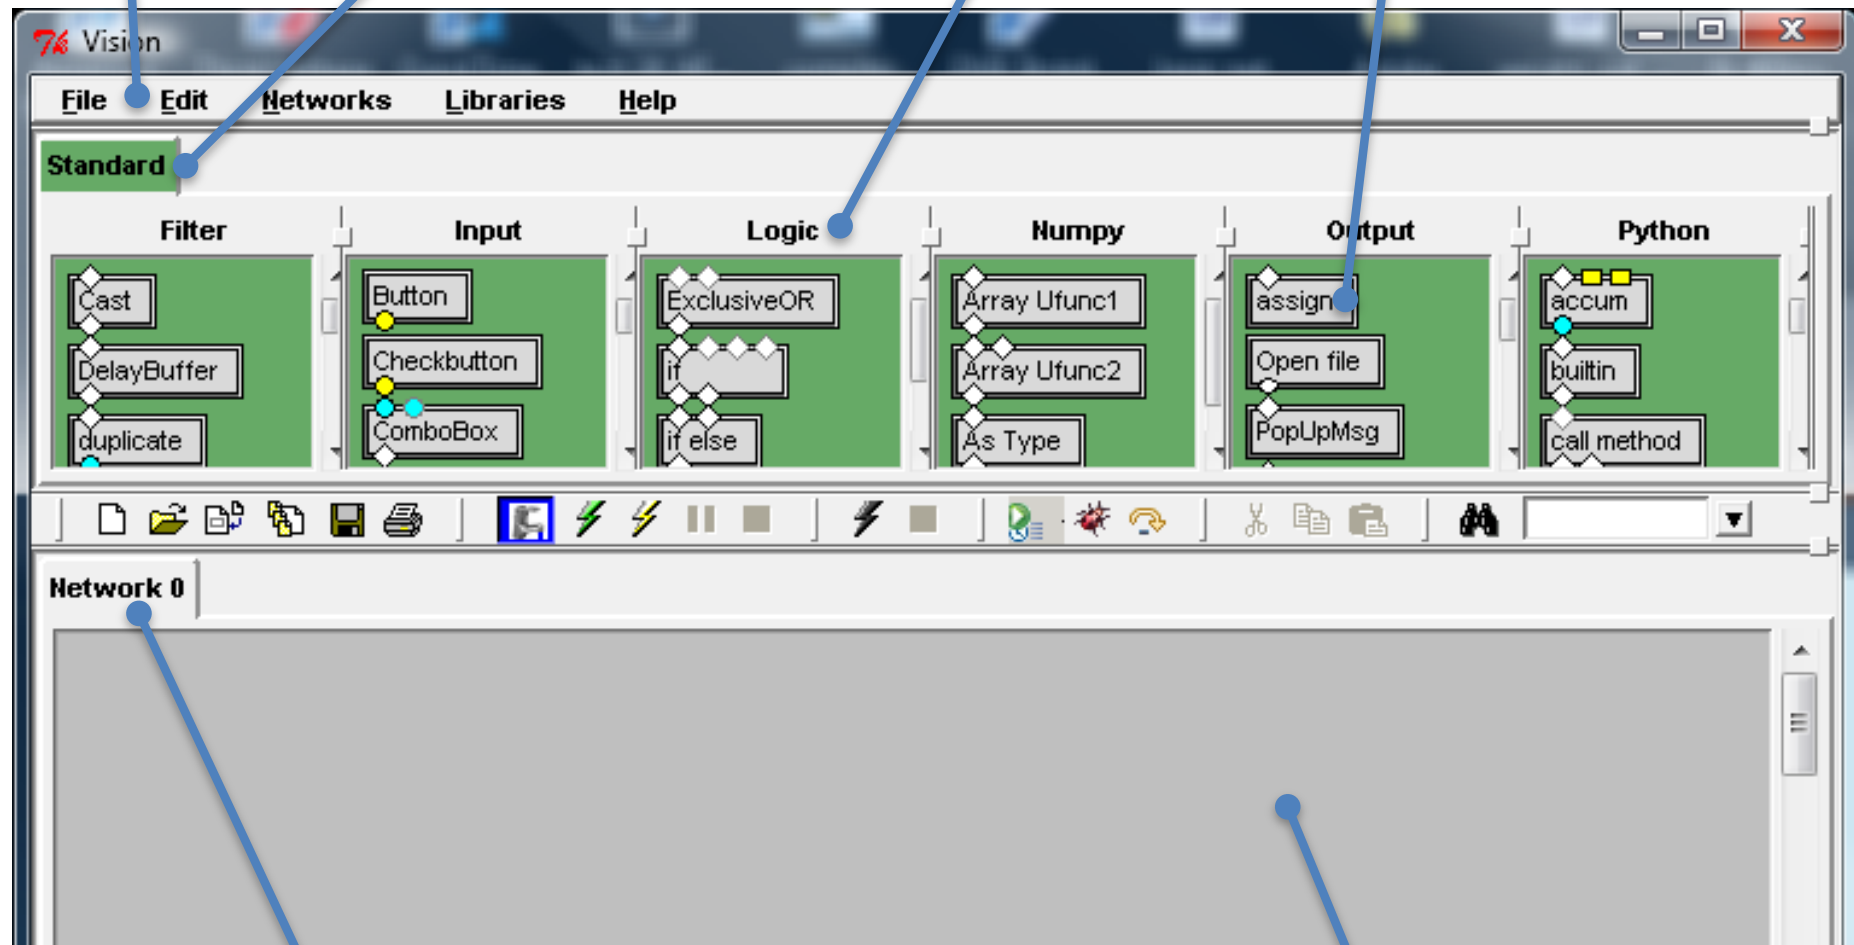 Vision
File Edit Networks Libraries Help
Standard
Filter Input Logic Numpy Output Python
Cast Button ExclusiveOR Array Ufunc1 assign accum
DelayBuffer Checkbutton if Array Ufunc2 Open file builtin
duplicate ComboBox if else As Type PopUpMsg call method
Network 0